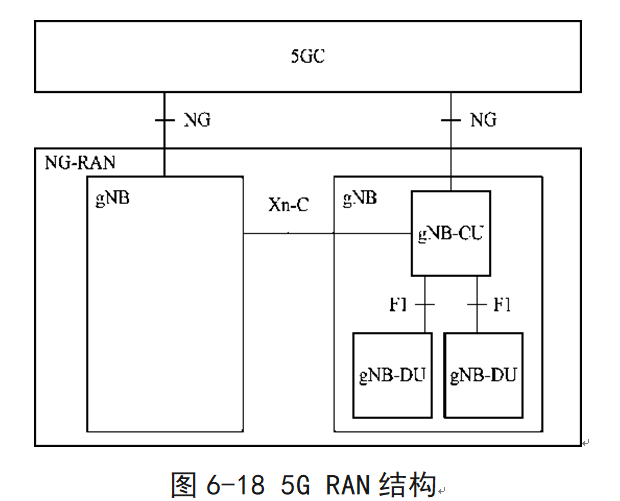 5GC
NG NG
NG-RAN
gNB Xn-C gNB
gNB-CU
F1 F1
gNB-DU gNB-DU
图 6-18 5G RAN 结构